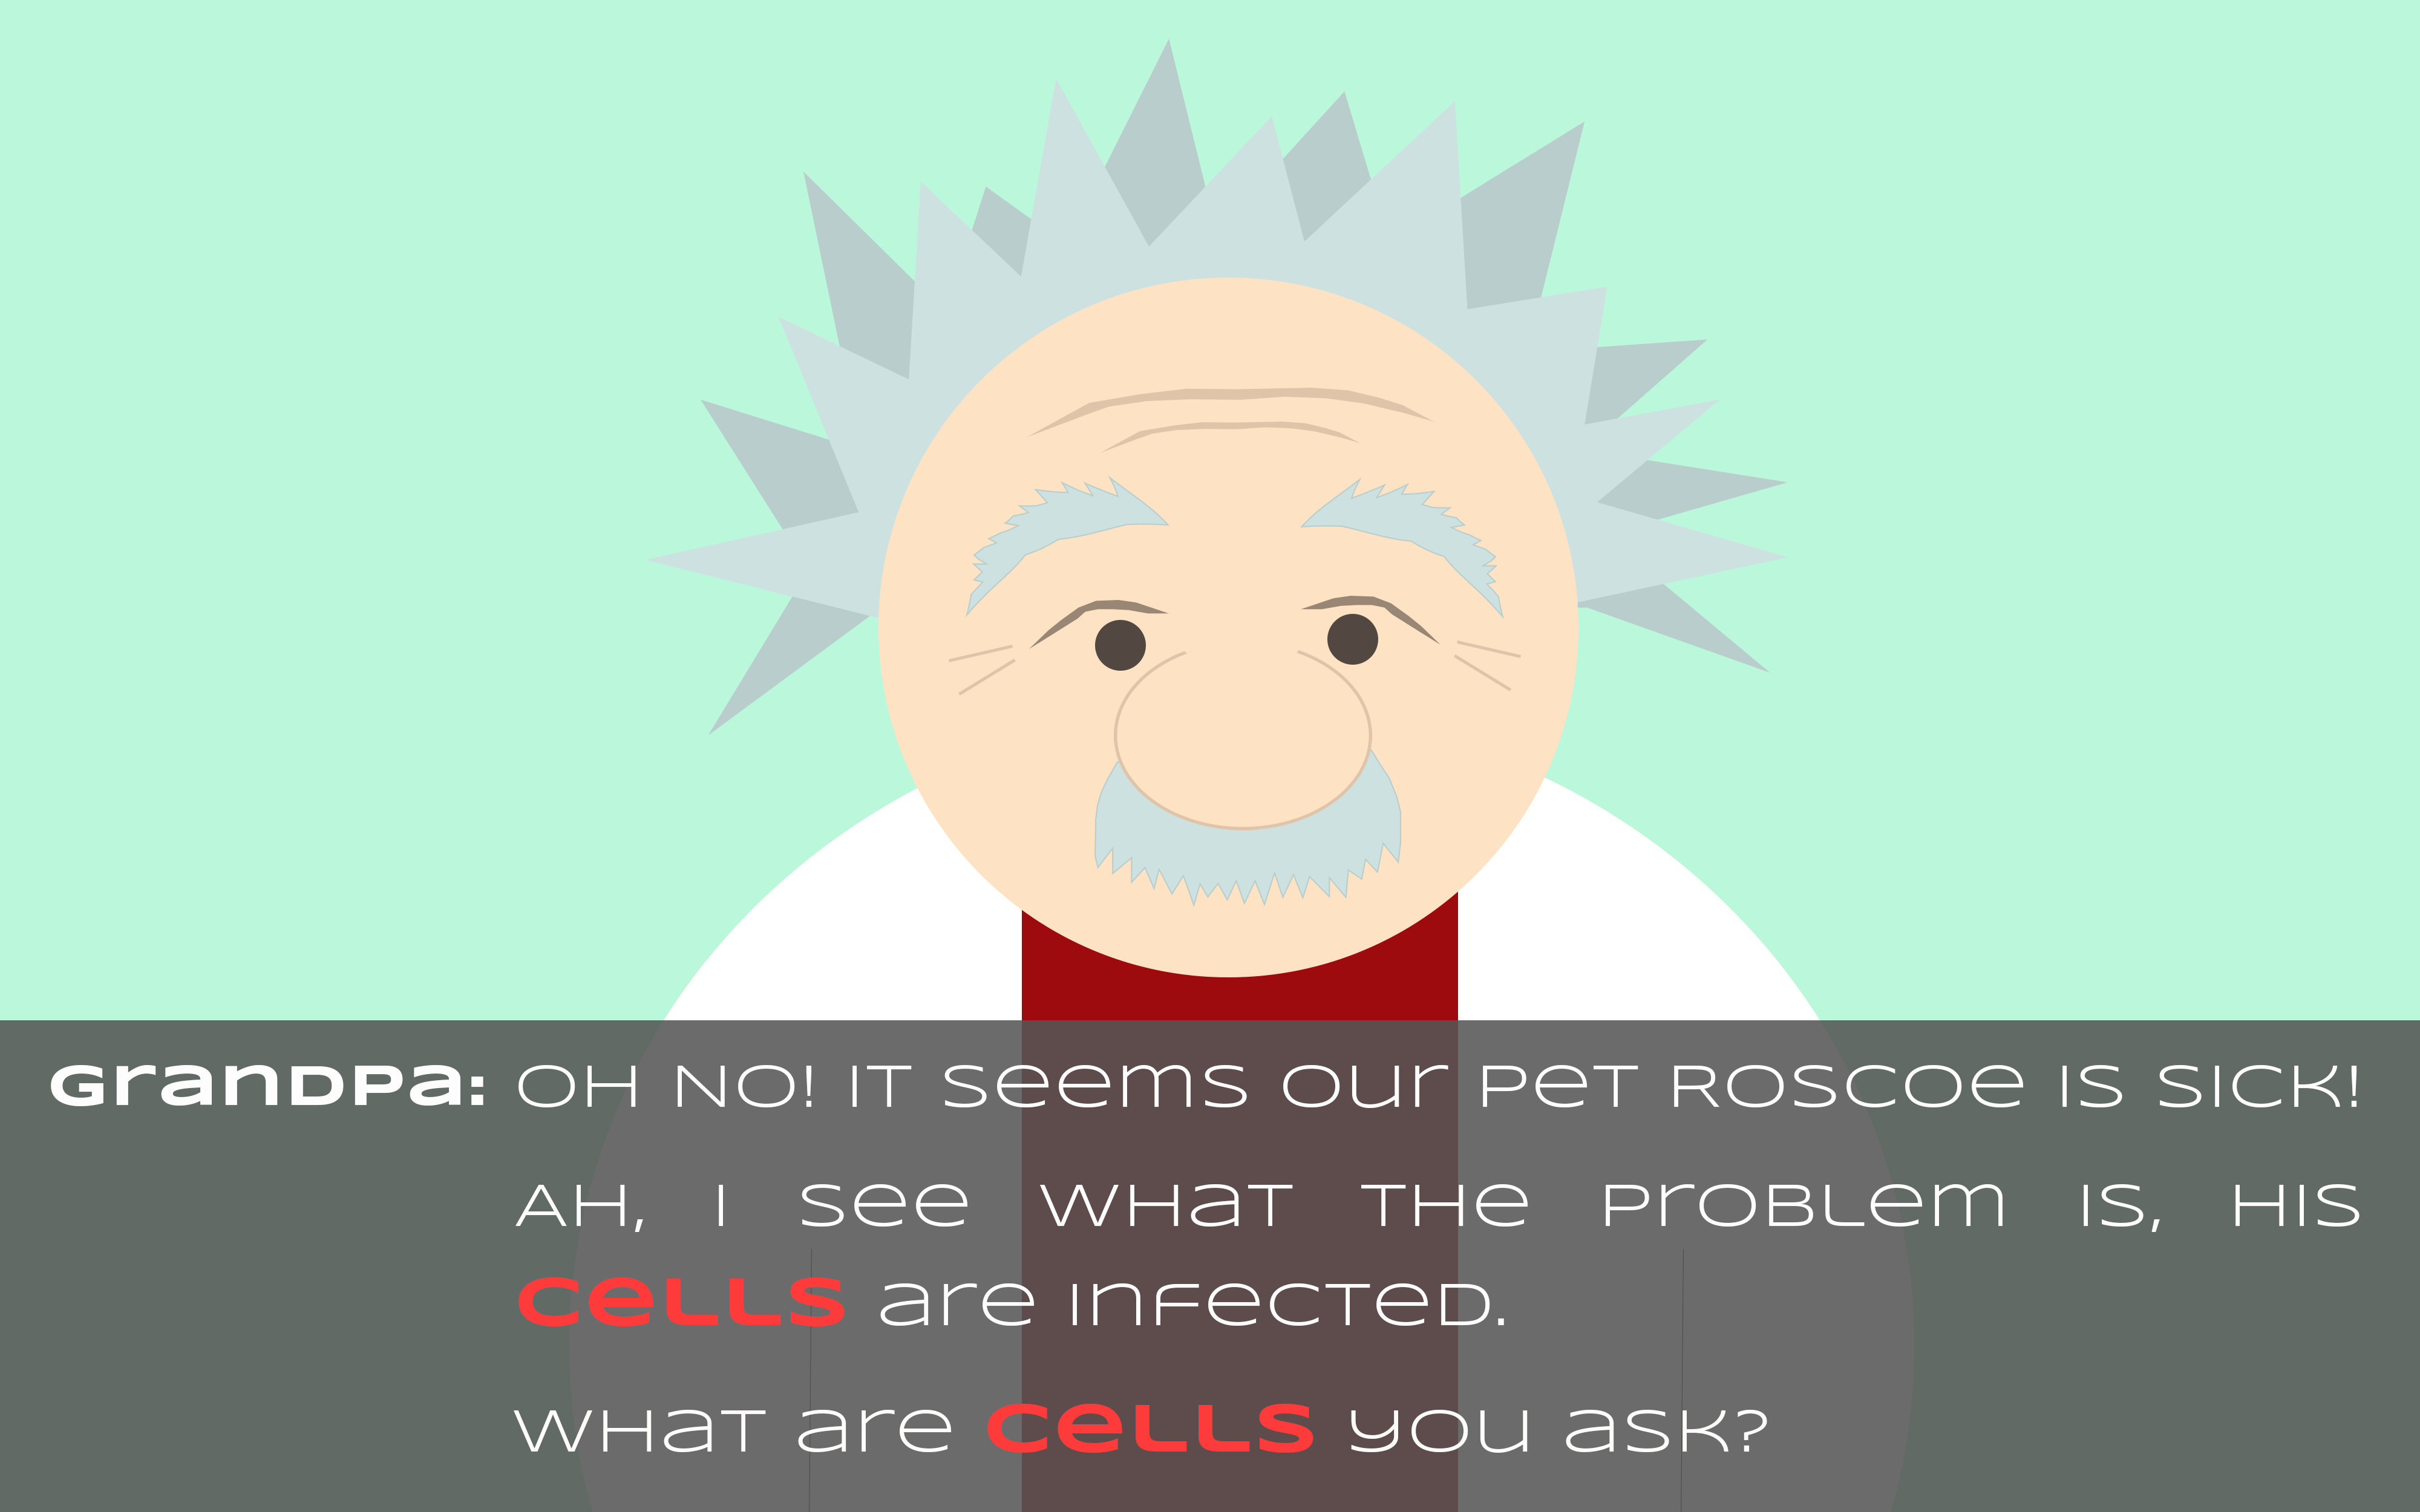 Grandpa: Oh no! It seems our pet Roscoe is sick!
Ah, I see what the problem is, his
cells are infected.
What are cells you ask?